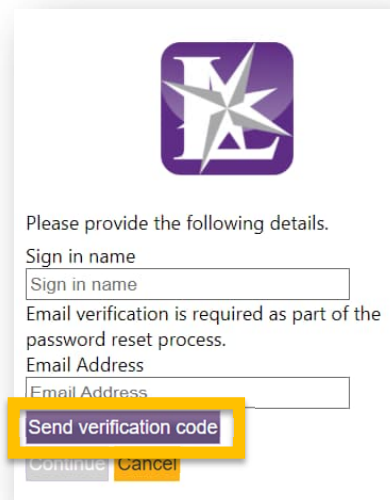 Please provide the following details.
Sign in name
Sign in name
Email verification is required as part of the
password reset process.
Email Address
Email Address
Send verification code
Continue Cancel